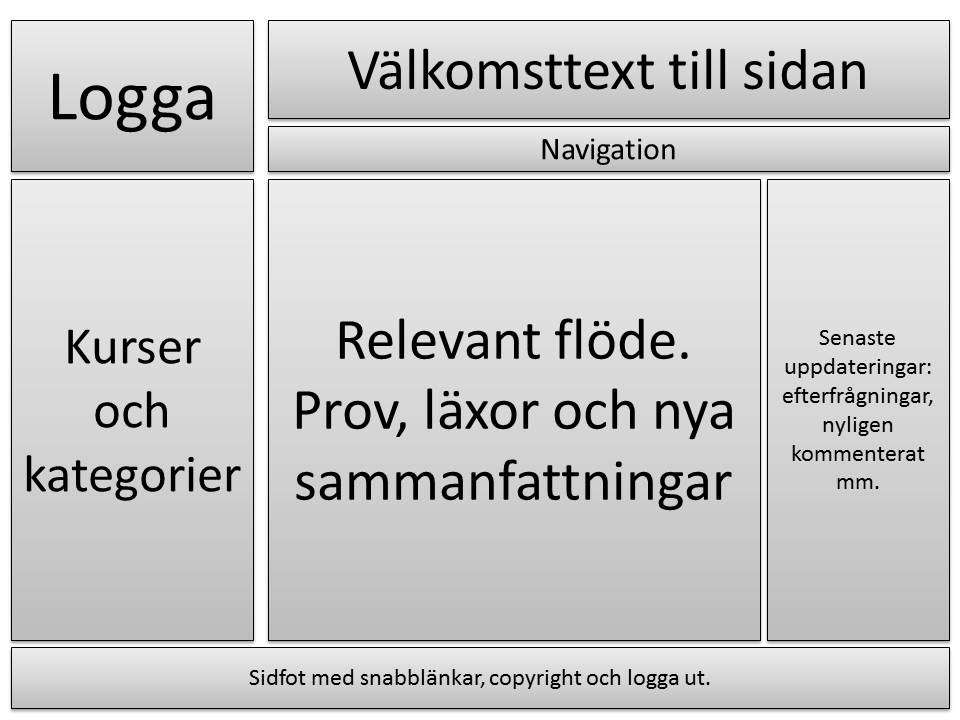 Logga
Välkomsttext till sidan
Navigation
Kurser
och
kategorier
Relevant flöde.
Prov, läxor och nya
sammanfattningar
Senaste
uppdateringar:
efterfrågningar,
nyligen
kommenterat
mm.
Sidfot med snabblänkar, copyright och logga ut.